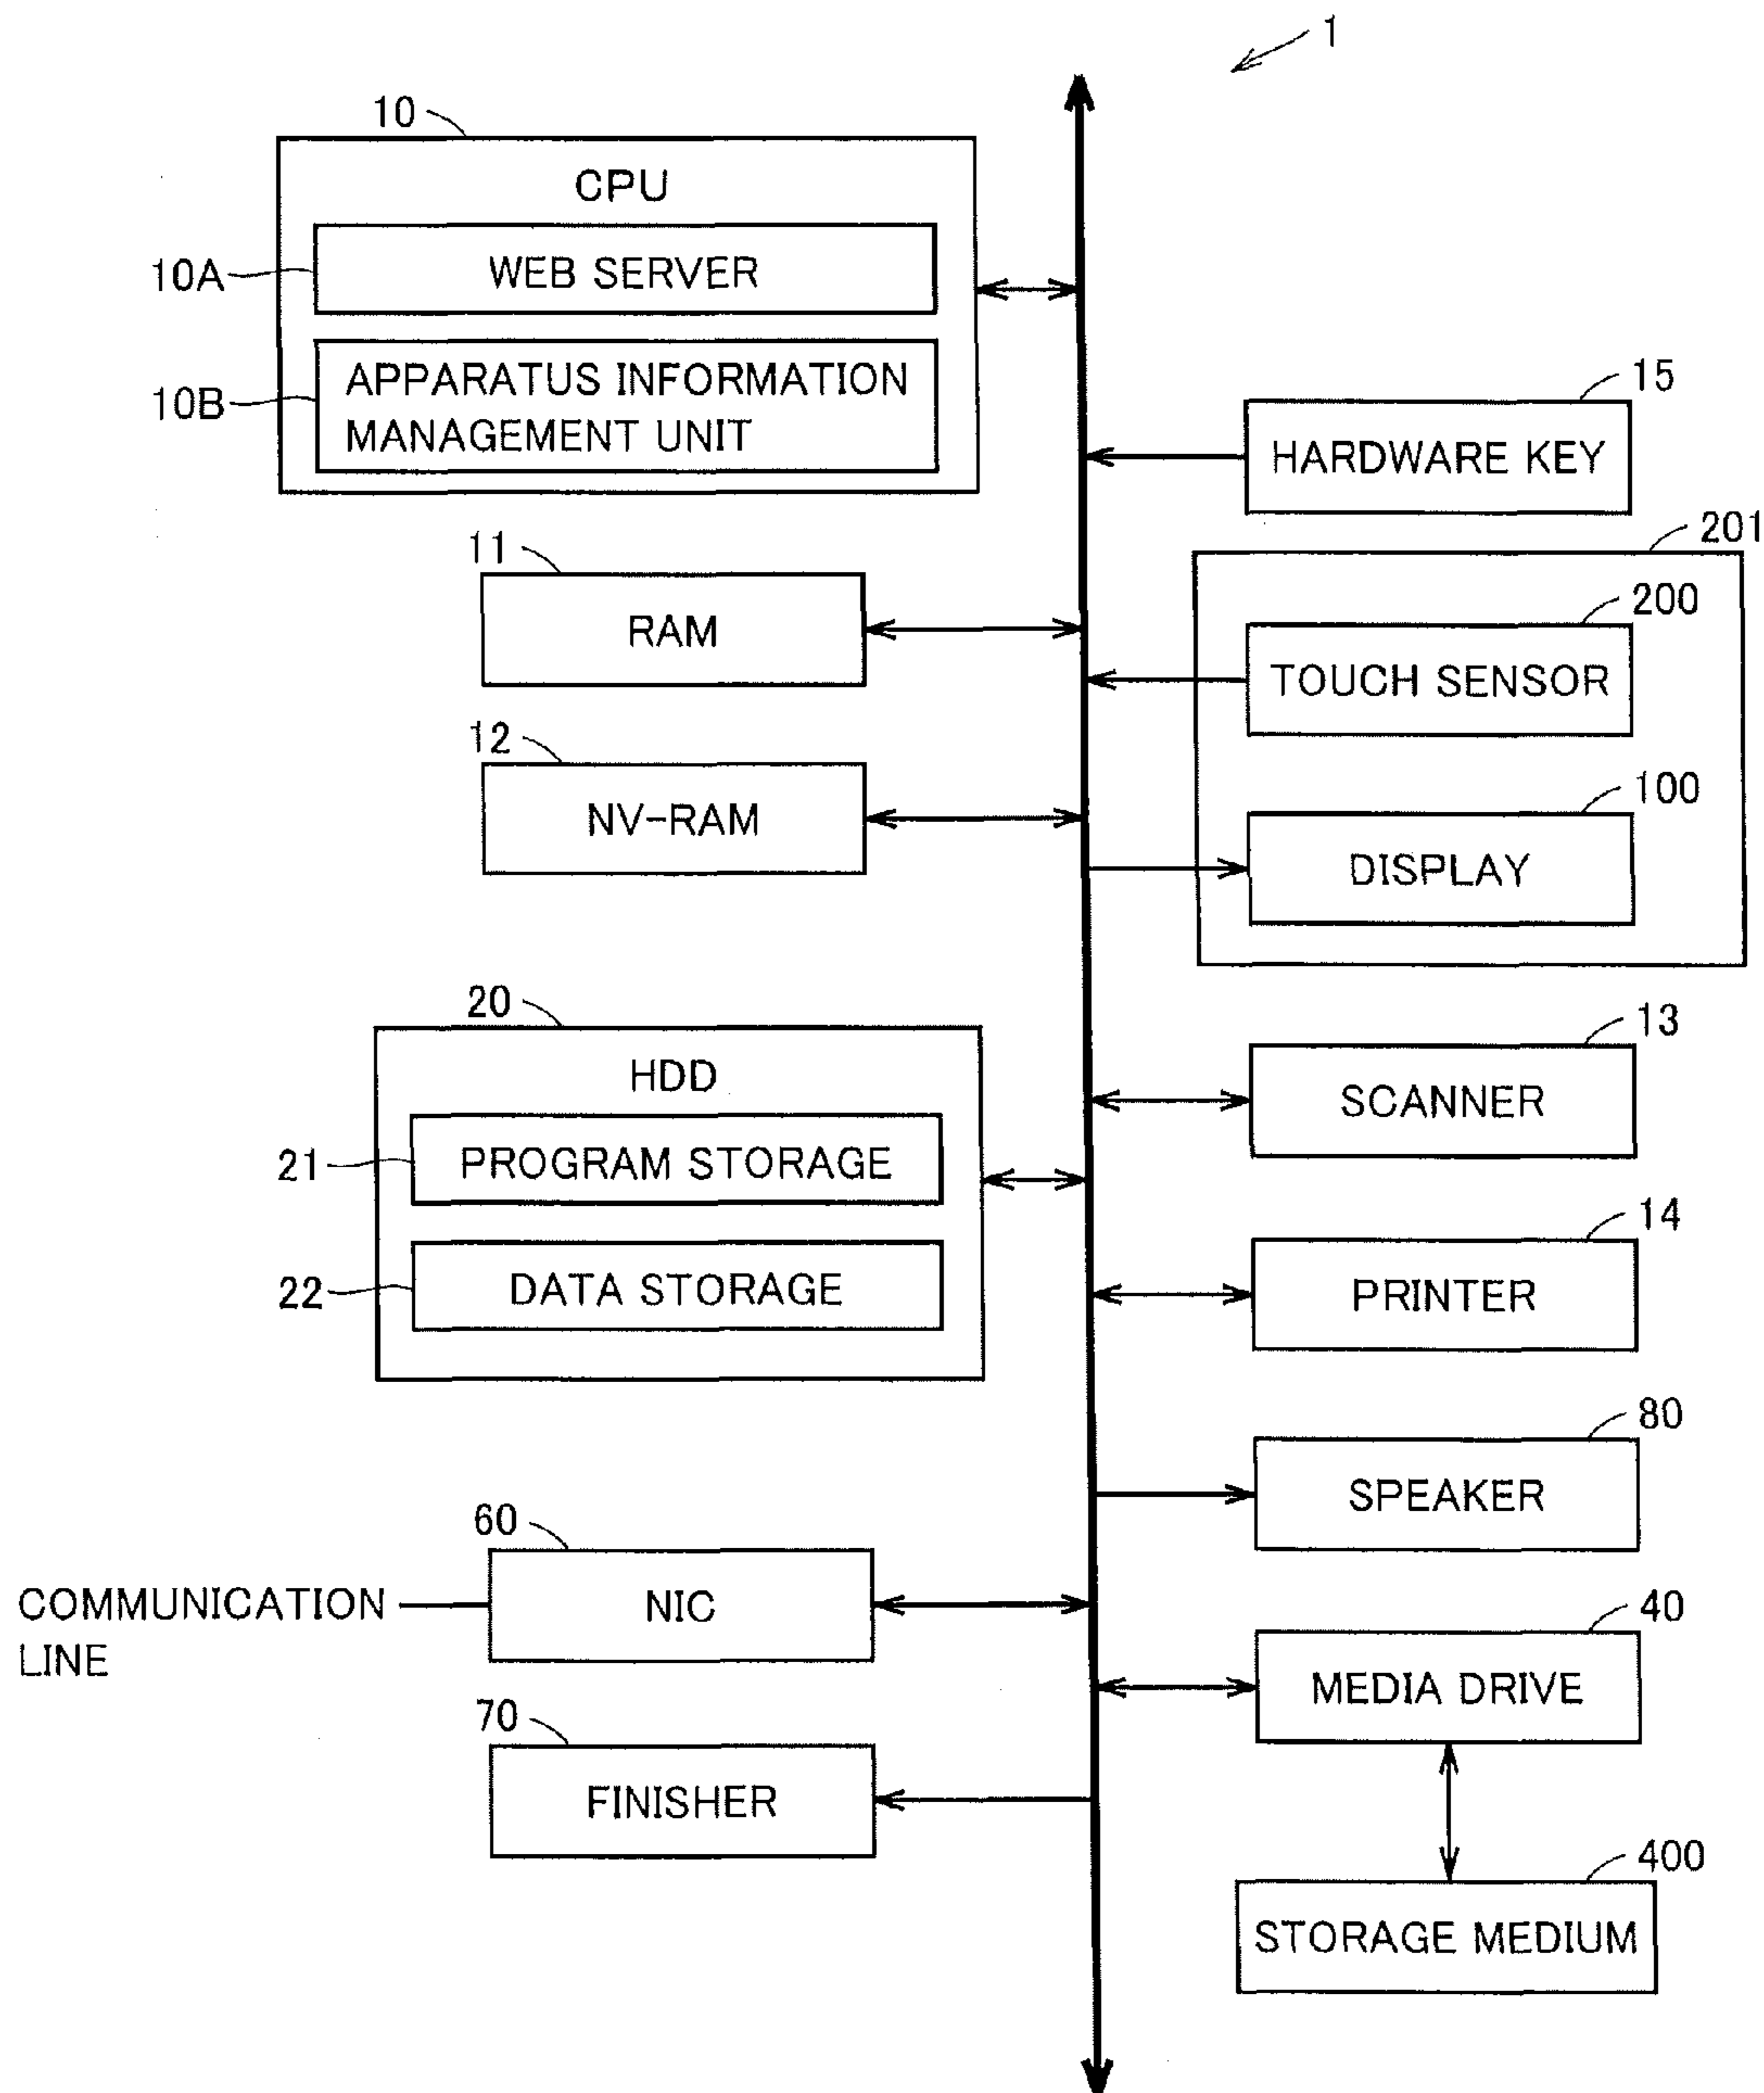 1
10
CPU
10A
WEB SERVER
10B
APPARATUS INFORMATION
MANAGEMENT UNIT
15
HARDWARE KEY
11
RAM
201
200
TOUCH SENSOR
12
NV-RAM
100
DISPLAY
20
HDD
21
PROGRAM STORAGE
22
DATA STORAGE
13
SCANNER
14
PRINTER
80
SPEAKER
60
COMMUNICATION
LINE
NIC
40
MEDIA DRIVE
70
FINISHER
400
STORAGE MEDIUM